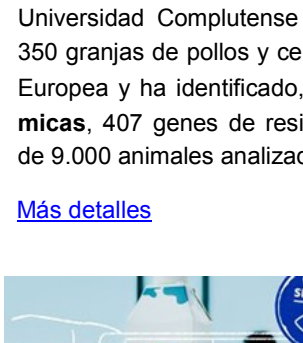 Universidad Complutense
350 granjas de pollos y ce
Europea y ha identificado,
micas, 407 genes de resi
de 9.000 animales analizad
Más detalles